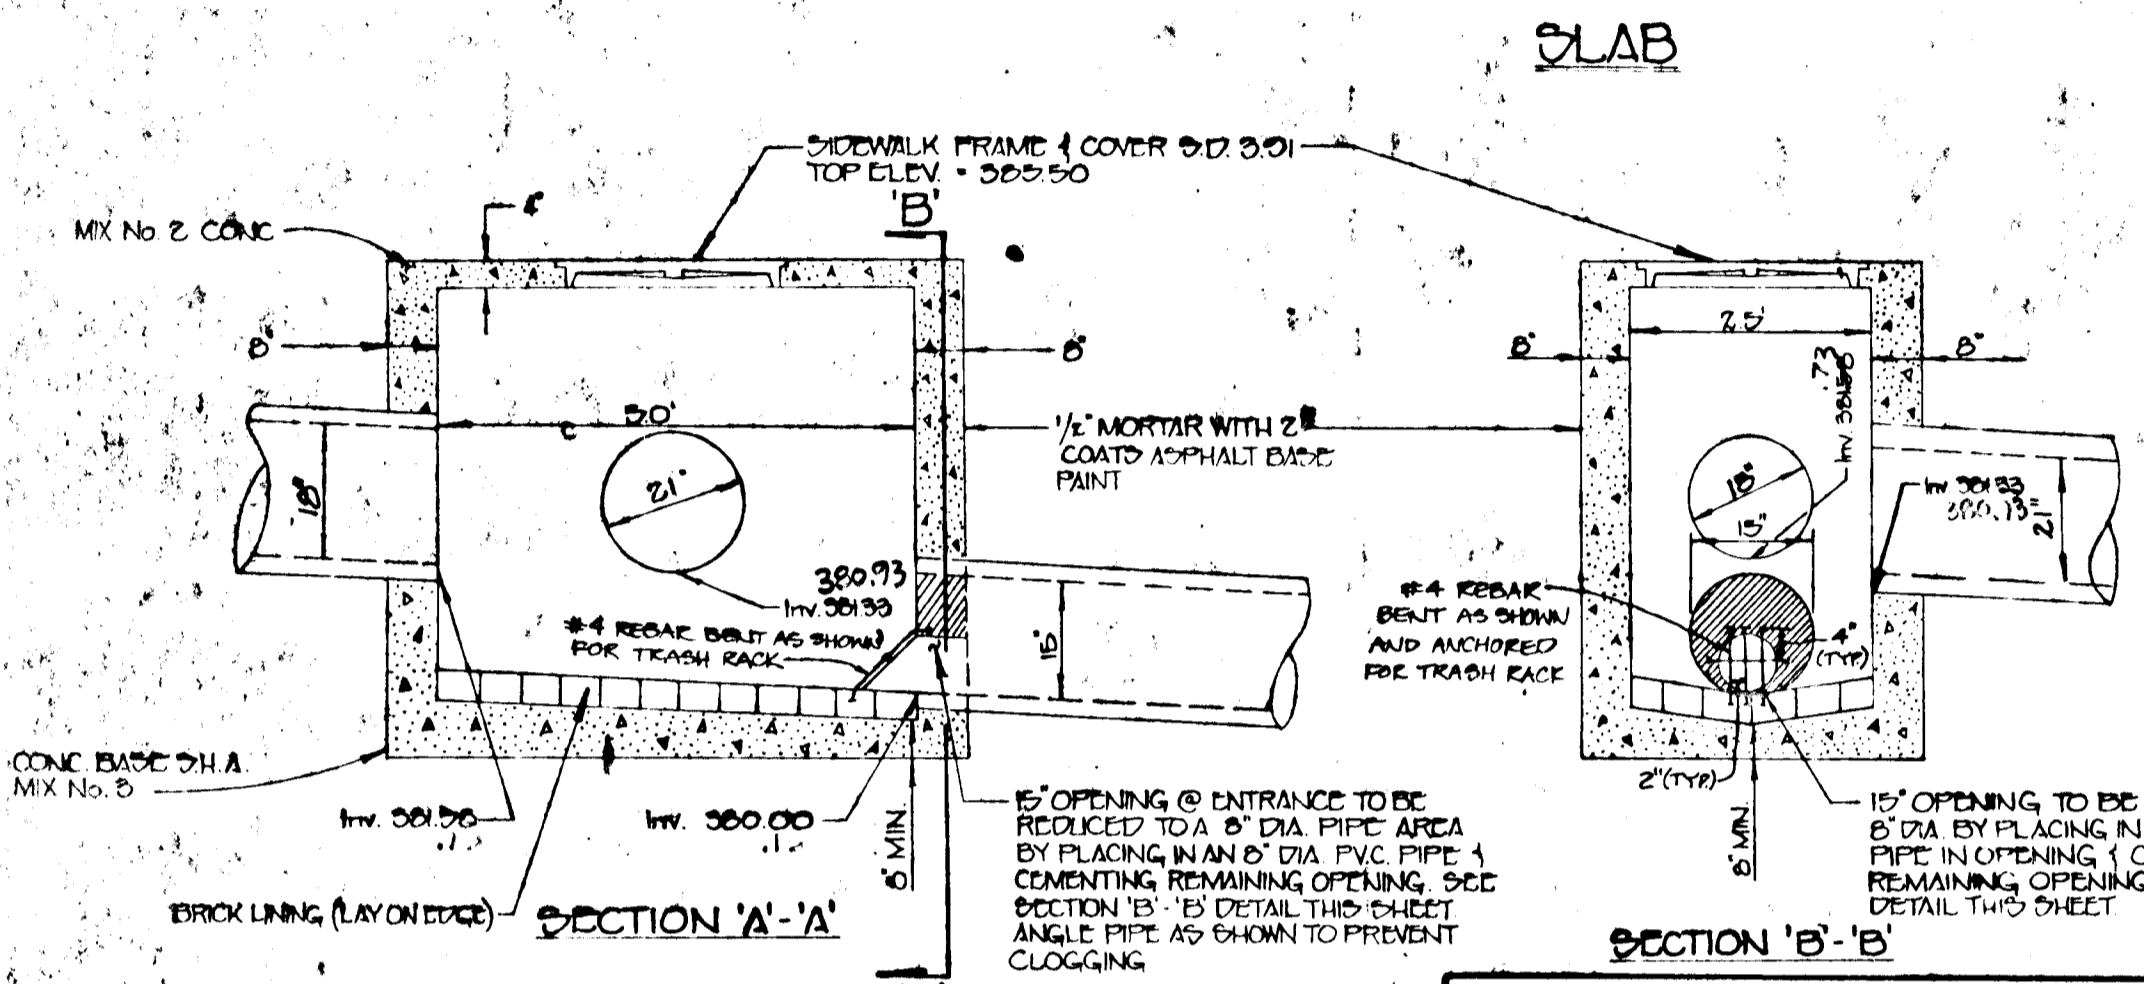 SLAB
SIDEWALK FRAME & COVER S.D. 3.51
TOP ELEV. = 385.50
'B'
MIX No. 2 CONC
8"
8"
5.0'
18"
21"
380.93
Inv. 381.33
#4 REBAR BENT AS SHOWN
FOR TRASH RACK
15"
CONC. BASE S.H.A.
MIX No. 3
Inv. 381.58
Inv. 380.00
8" MIN.
BRICK LINING (LAY ON EDGE)
SECTION 'A'-'A'
1/2" MORTAR WITH 2
COATS ASPHALT BASE
PAINT
15" OPENING @ ENTRANCE TO BE
REDUCED TO A 8" DIA. PIPE AREA
BY PLACING IN AN 8" DIA. P.V.C. PIPE &
CEMENTING REMAINING OPENING. SEE
SECTION 'B'-'B' DETAIL THIS SHEET.
ANGLE PIPE AS SHOWN TO PREVENT
CLOGGING
2.5'
8"
8"
.73
Inv 381.58
18"
15"
Inv 381.33
21"
#4 REBAR
BENT AS SHOWN
AND ANCHORED
FOR TRASH RACK
4"
(TYP.)
2"(TYP.)
8" MIN.
15" OPENING TO BE
8" DIA. BY PLACING IN
PIPE IN OPENING &
REMAINING OPENING
DETAIL THIS SHEET
SECTION 'B'-'B'